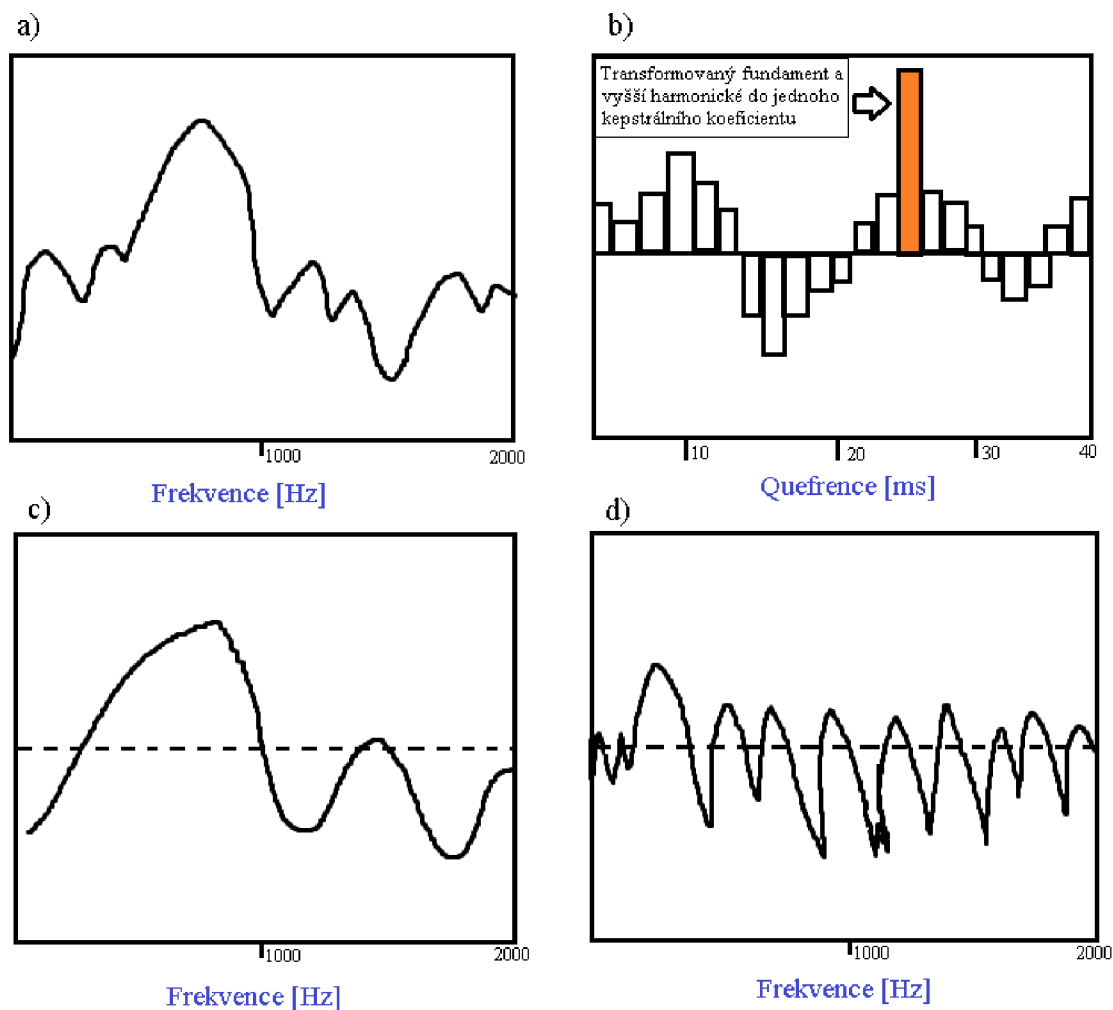 a)
b)
Transformovaný fundament a
vyšší harmonické do jednoho
kepstrálního koeficientu
1000
2000
Frekvence [Hz]
10
20
30
40
Quefrence [ms]
c)
d)
1000
2000
Frekvence [Hz]
1000
2000
Frekvence [Hz]